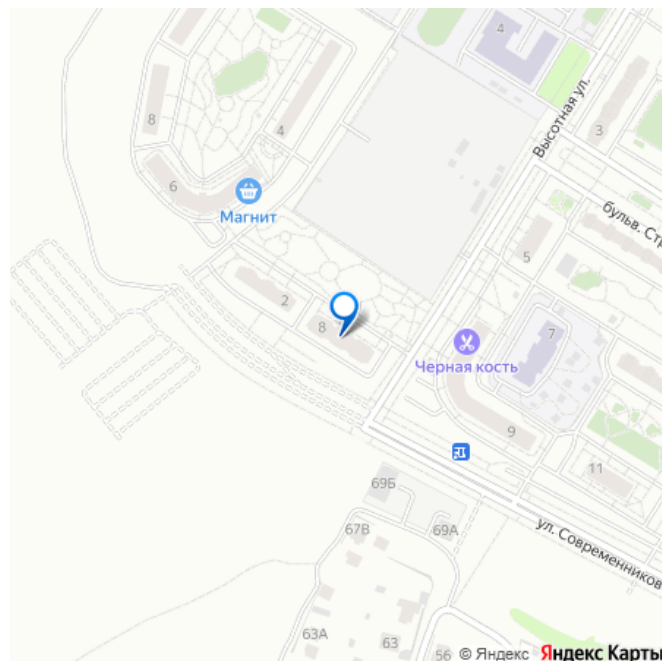 4
Высотная ул.
8
4
3
6
Магнит
бульв. Стр
5
2
8
7
Черная кость
9
11
69Б
67В
69А
ул. Современников
63А
63
56
© Яндекс Яндекс Карты